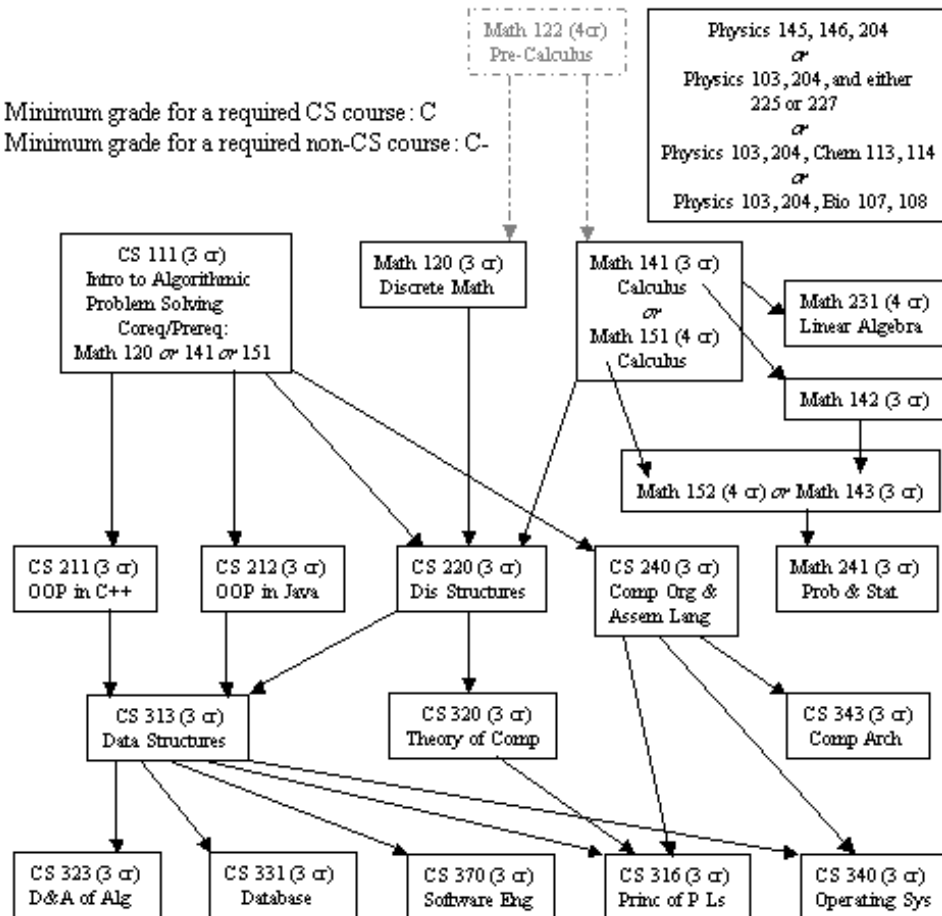 Math 122 (4cr)
Pre-Calculus
Physics 145, 146, 204
or
Physics 103, 204, and either
225 or 227
or
Physics 103, 204, Chem 113, 114
or
Physics 103, 204, Bio 107, 108
Minimum grade for a required CS course: C
Minimum grade for a required non-CS course: C-
CS 111 (3 cr)
Intro to Algorithmic
Problem Solving
Coreq/Prereq:
Math 120 or 141 or 151
Math 120 (3 cr)
Discrete Math
Math 141 (3 cr)
Calculus
or
Math 151 (4 cr)
Calculus
Math 231 (4 cr)
Linear Algebra
Math 142 (3 cr)
Math 152 (4 cr) or Math 143 (3 cr)
CS 211 (3 cr)
OOP in C++
CS 212 (3 cr)
OOP in Java
CS 220 (3 cr)
Dis Structures
CS 240 (3 cr)
Comp Org &
Assem Lang
Math 241 (3 cr)
Prob & Stat
CS 313 (3 cr)
Data Structures
CS 320 (3 cr)
Theory of Comp
CS 343 (3 cr)
Comp Arch
CS 323 (3 cr)
D&A of Alg
CS 331 (3 cr)
Database
CS 370 (3 cr)
Software Eng
CS 316 (3 cr)
Princ of P Ls
CS 340 (3 cr)
Operating Sys